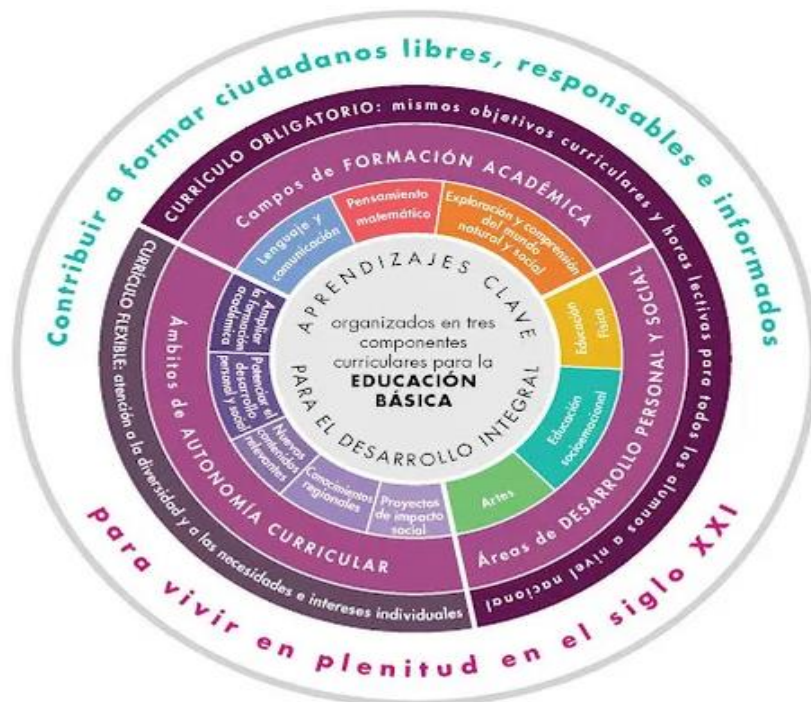 Contribuir a formar ciudadanos libres, responsables e informados
para vivir en plenitud en el siglo XXI
CURRÍCULO OBLIGATORIO: mismos objetivos curriculares y horas lectivas para todos los alumnos a nivel nacional
CURRÍCULO FLEXIBLE: atención a la diversidad y a las necesidades e intereses individuales
Campos de FORMACIÓN ACADÉMICA
Lenguaje y
comunicación
Pensamiento
matemático
Exploración y comprensión
del mundo
natural y social
Áreas de DESARROLLO PERSONAL Y SOCIAL
Educación
Física
Educación
socioemocional
Artes
Ámbitos de AUTONOMÍA CURRICULAR
Ampliar
la formación
académica
Potenciar el
desarrollo
personal y social
Nuevos
contenidos
relevantes
Conocimientos
regionales
Proyectos
de impacto
social
APRENDIZAJES CLAVE
PARA EL DESARROLLO INTEGRAL
organizados en tres
componentes
curriculares para la
EDUCACIÓN
BÁSICA